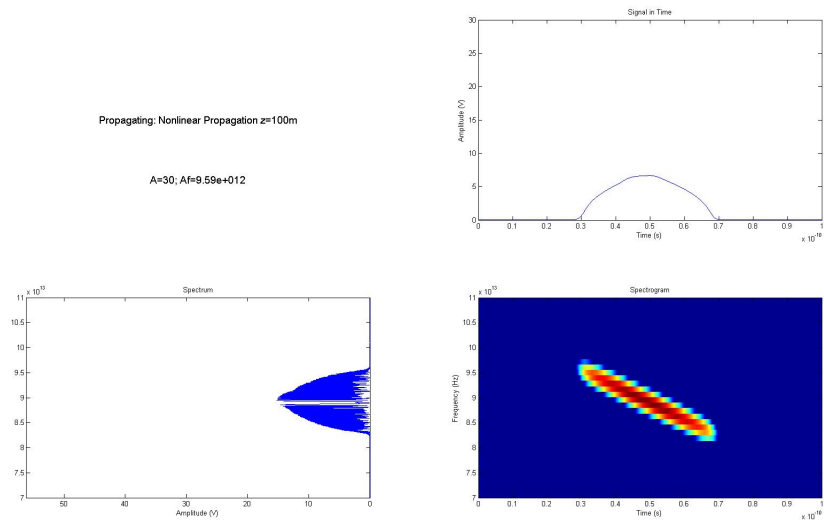 Propagating: Nonlinear Propagation z=100m
A=30; Af=9.59e+012
Signal in Time
30
25
20
15
10
5
0
Amplitude (V)
0 0.1 0.2 0.3 0.4 0.5 0.6 0.7 0.8 0.9 1
Time (s)
x 10^-10
Spectrum
x 10^13
11
10.5
10
9.5
9
8.5
8
7.5
7
50 40 30 20 10 0
Amplitude (V)
Spectrogram
x 10^13
11
10.5
10
9.5
9
8.5
8
7.5
7
Frequency (Hz)
0 0.1 0.2 0.3 0.4 0.5 0.6 0.7 0.8 0.9 1
Time (s)
x 10^-10